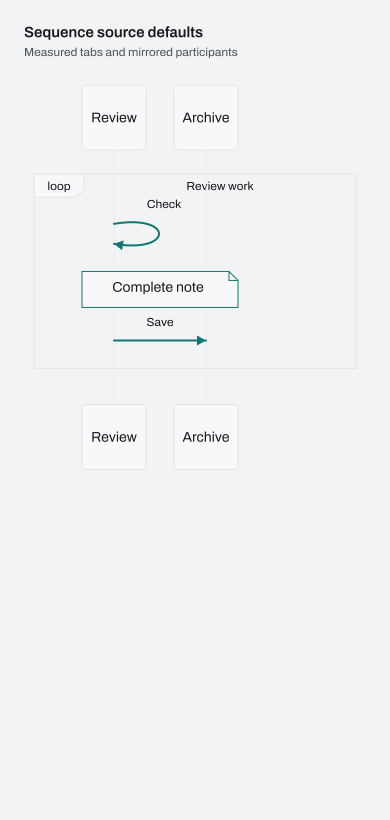 Sequence source defaults
Measured tabs and mirrored participants
Review
Archive
loop
Review work
Check
Complete note
Save
Review
Archive